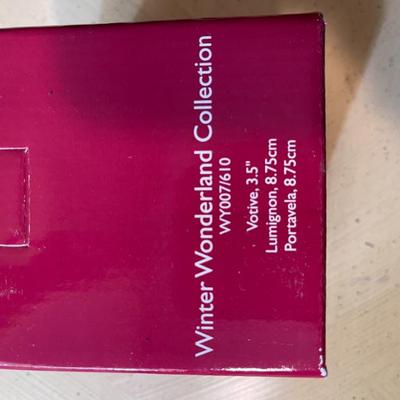 Winter Wonderland Collection
WY007/610
Votive, 3.5"
Lumignon, 8.75cm
Portavela, 8.75cm